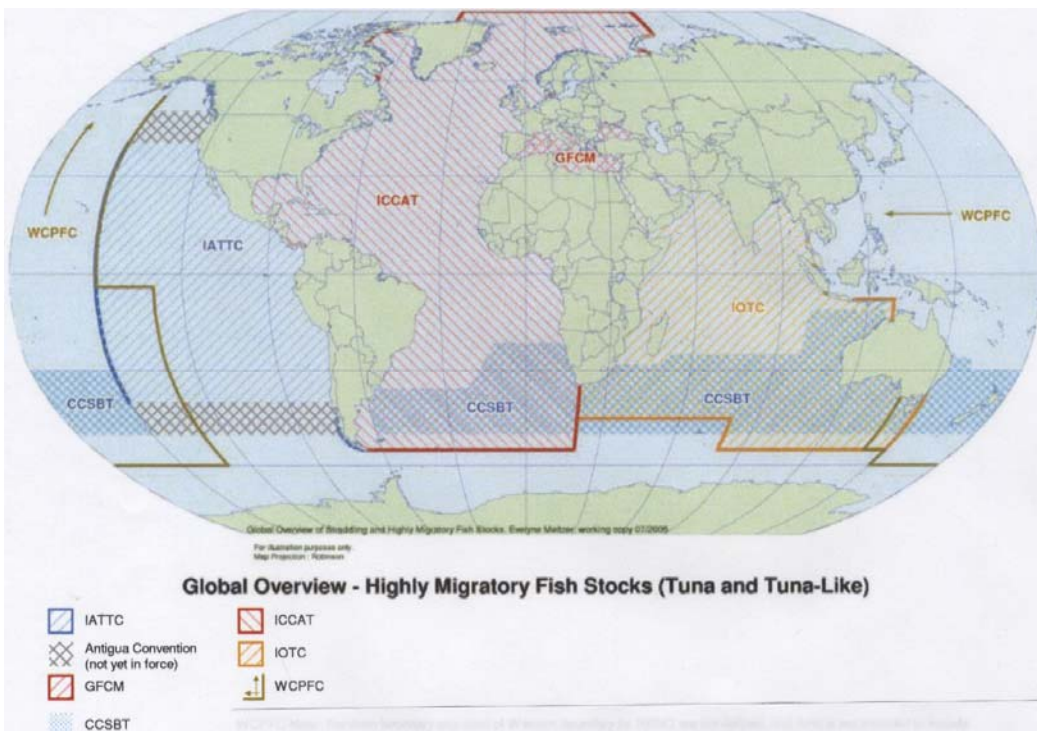 WCPFC
IATTC
ICCAT
GFCM
WCPFC
IOTC
CCSBT
CCSBT
CCSBT
Global Overview of Straddling and Highly Migratory Fish Stocks. Evelyne Meltzer, working copy 07/2005
For illustration purposes only.
Map Projection : Robinson
Global Overview - Highly Migratory Fish Stocks (Tuna and Tuna-Like)
IATTC
Antigua Convention
(not yet in force)
GFCM
CCSBT
ICCAT
IOTC
WCPFC